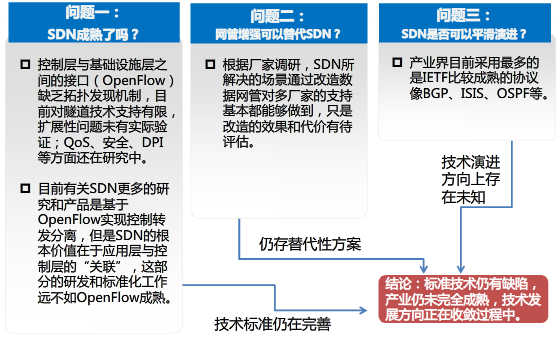 问题一：
SDN成熟了吗？
控制层与基础设施层
之间的接口（OpenFlow）
缺乏拓扑发现机制，目
前对隧道技术支持有限，
扩展性问题未有实际验
证；QoS、安全、DPI
等方面还在研究中。
目前有关SDN更多的研
究和产品是基于
OpenFlow实现控制转
发分离，但是SDN的根
本价值在于应用层与控
制层的“关联”，这部
分的研发和标准化工作
远不如OpenFlow成熟。
问题二：
网管增强可以替代SDN？
根据厂家调研，SDN所
解决的场景通过改造数
据网管对多厂家的支持
基本都能够做到，只是
改造的效果和代价有待
评估。
问题三：
SDN是否可以平滑演进？
产业界目前采用最多的
是IETF比较成熟的协议
像BGP、ISIS、OSPF等。
技术演进
方向上存
在未知
仍存替代性方案
技术标准仍在完善
结论：标准技术仍有缺陷，
产业仍未完全成熟，技术发
展方向正在收敛过程中。